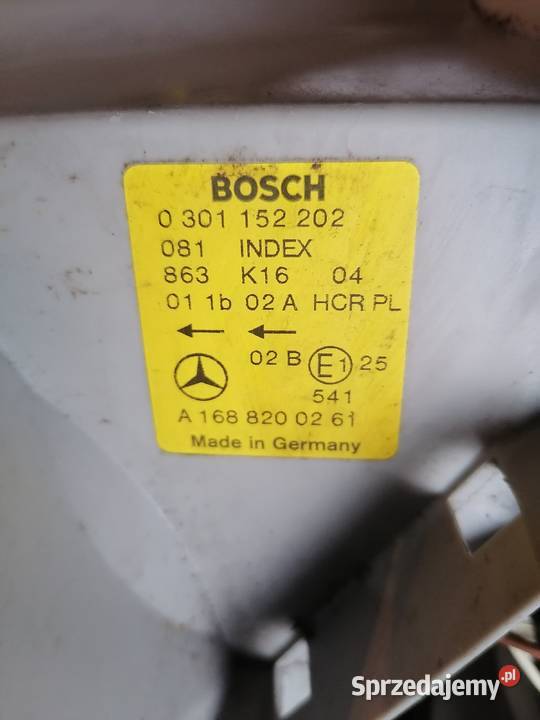 BOSCH
0 301 152 202
081 INDEX
863 K16 04
01 1b 02 A HCR PL
← ←
02 B E1 25
541
A 168 820 02 61
Made in Germany
Sprzedajemy.pl